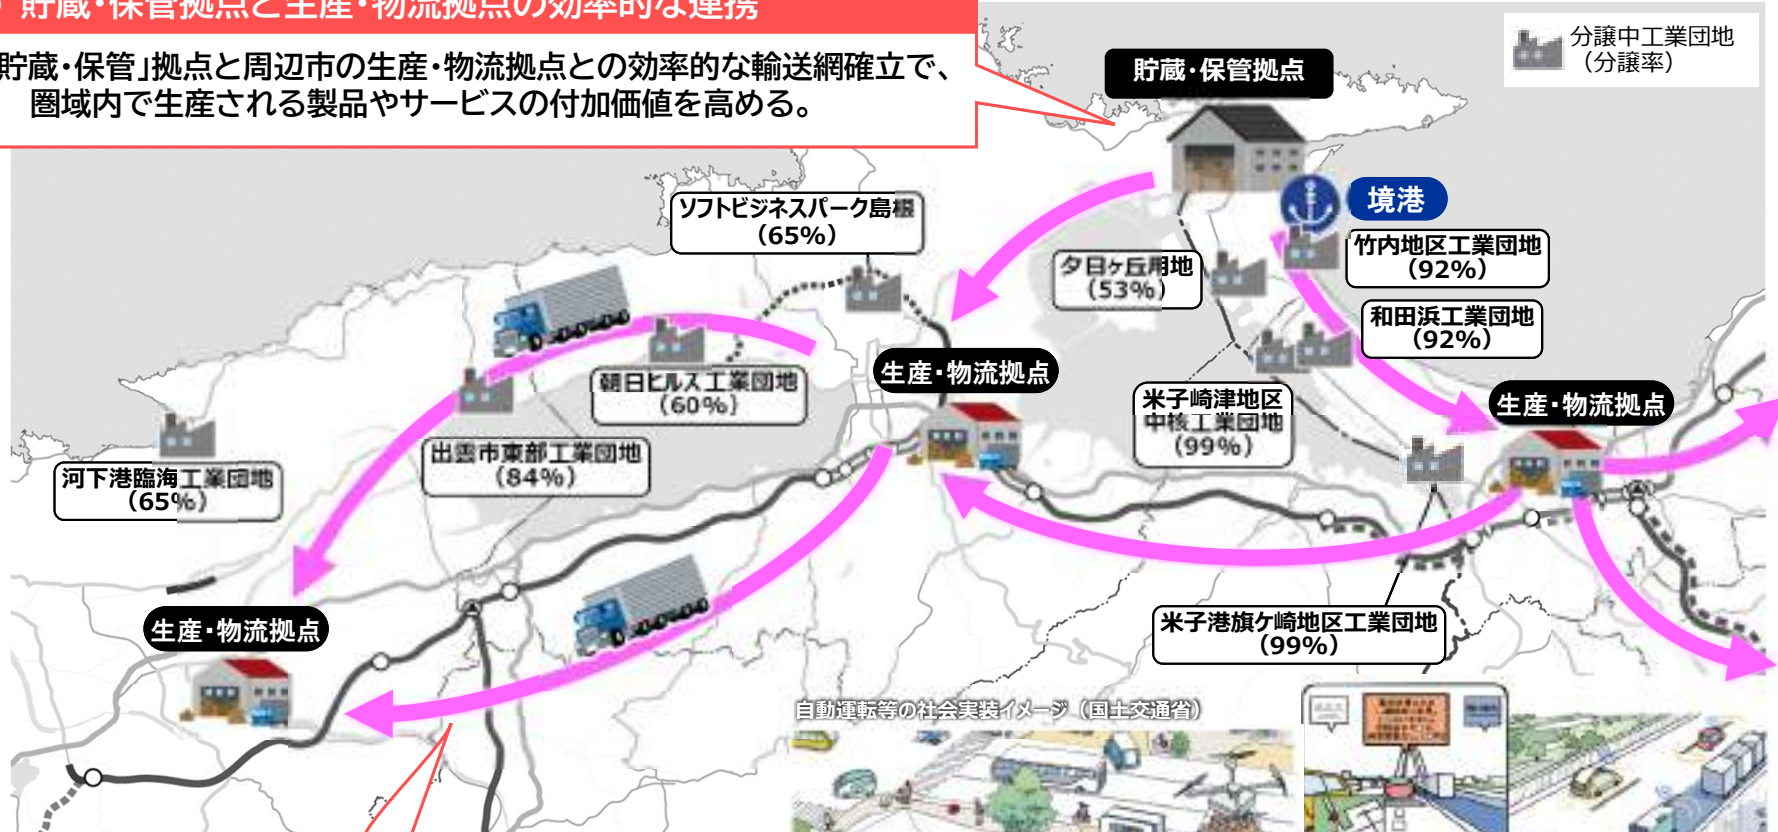 貯蔵・保管拠点と生産・物流拠点の効率的な連携
貯蔵・保管」拠点と周辺市の生産・物流拠点との効率的な輸送網確立で、
圏域内で生産される製品やサービスの付加価値を高める。
分譲中工業団地
（分譲率）
貯蔵・保管拠点
境港
ソフトビジネスパーク島根
（65%）
竹内地区工業団地
（92%）
夕日ヶ丘用地
（53%）
和田浜工業団地
（92%）
生産・物流拠点
朝日ヒルズ工業団地
（60%）
米子崎津地区
中核工業団地
（99%）
生産・物流拠点
出雲市東部工業団地
（84%）
河下港臨海工業団地
（65%）
生産・物流拠点
米子港旗ケ崎地区工業団地
（99%）
自動運転等の社会実装イメージ（国土交通省）